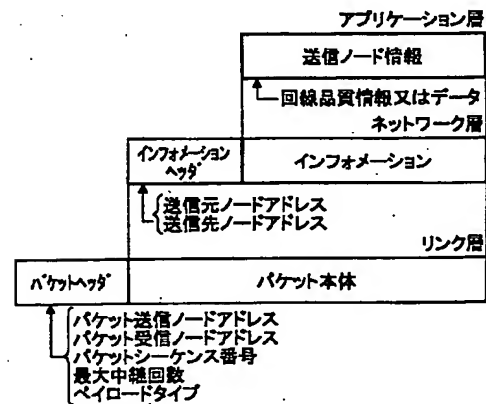 アプリケーション層
送信ノード情報
回線品質情報又はデータ
ネットワーク層
インフォメーション
ヘッダ
インフォメーション
送信元ノードアドレス
送信先ノードアドレス
リンク層
パケットヘッダ
パケット本体
パケット送信ノードアドレス
パケット受信ノードアドレス
パケットシーケンス番号
最大中継回数
ペイロードタイプ